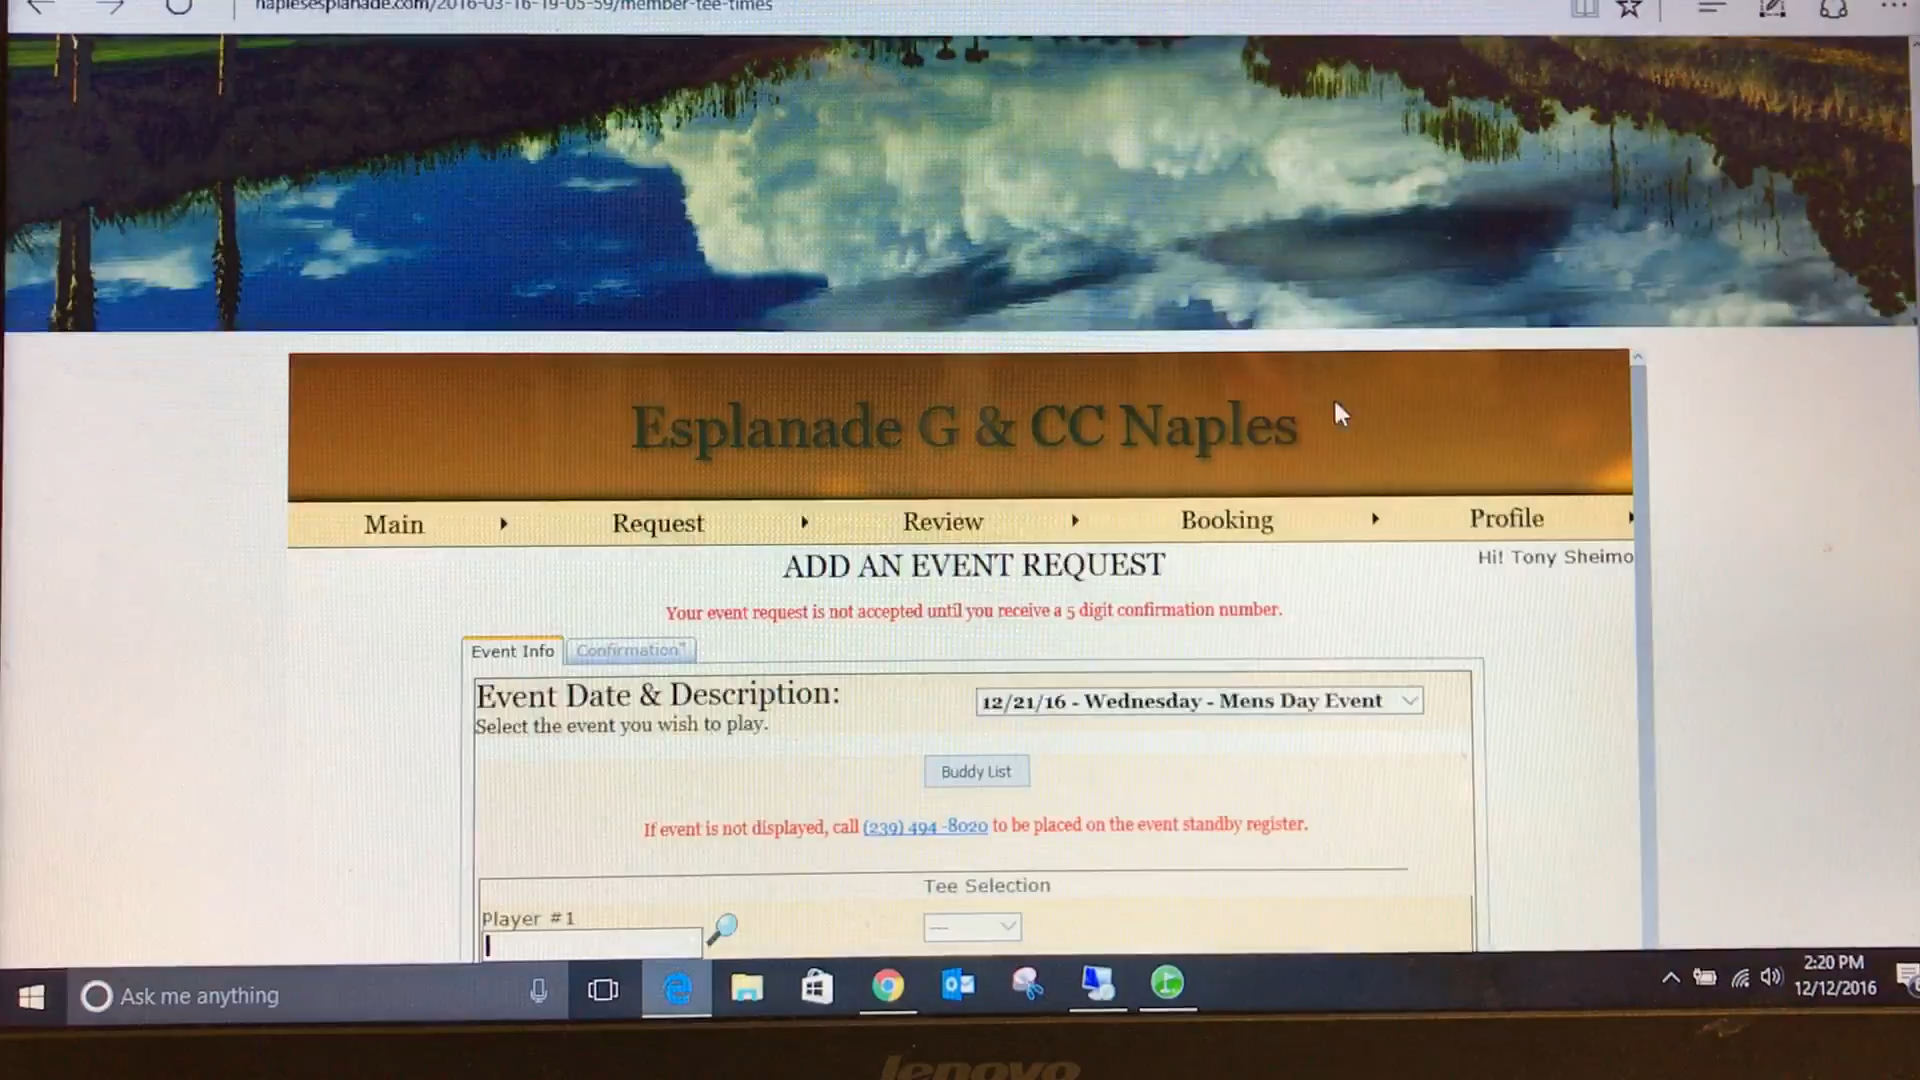 naplesesplanade.com/2016-03-16-19-05-59/member-tee-times
Esplanade G & CC Naples
Main Request Review Booking Profile
ADD AN EVENT REQUEST
Hi! Tony Sheimo
Your event request is not accepted until you receive a 5 digit confirmation number.
Event Info Confirmation
Event Date & Description:
12/21/16 - Wednesday - Mens Day Event
Select the event you wish to play.
Buddy List
If event is not displayed, call (239) 494 -8020 to be placed on the event standby register.
Tee Selection
Player #1
---
Ask me anything
2:20 PM
12/12/2016
lenovo